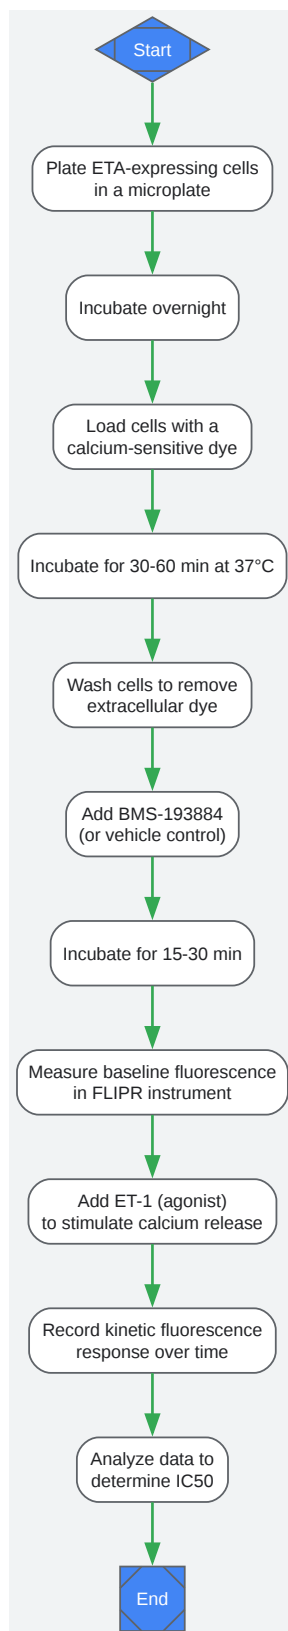 Start
Plate ETA-expressing cells
in a microplate
Incubate overnight
Load cells with a
calcium-sensitive dye
Incubate for 30-60 min at 37°C
Wash cells to remove
extracellular dye
Add BMS-193884
(or vehicle control)
Incubate for 15-30 min
Measure baseline fluorescence
in FLIPR instrument
Add ET-1 (agonist)
to stimulate calcium release
Record kinetic fluorescence
response over time
Analyze data to
determine IC50
End